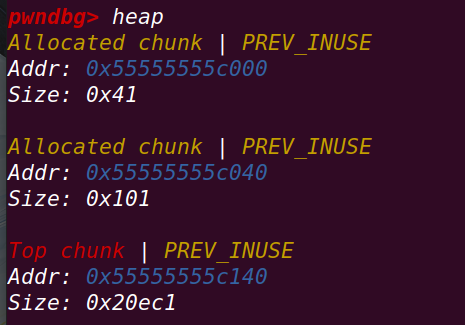 pwndbg> heap
Allocated chunk | PREV_INUSE
Addr: 0x55555555c000
Size: 0x41
Allocated chunk | PREV_INUSE
Addr: 0x55555555c040
Size: 0x101
Top chunk | PREV_INUSE
Addr: 0x55555555c140
Size: 0x20ec1